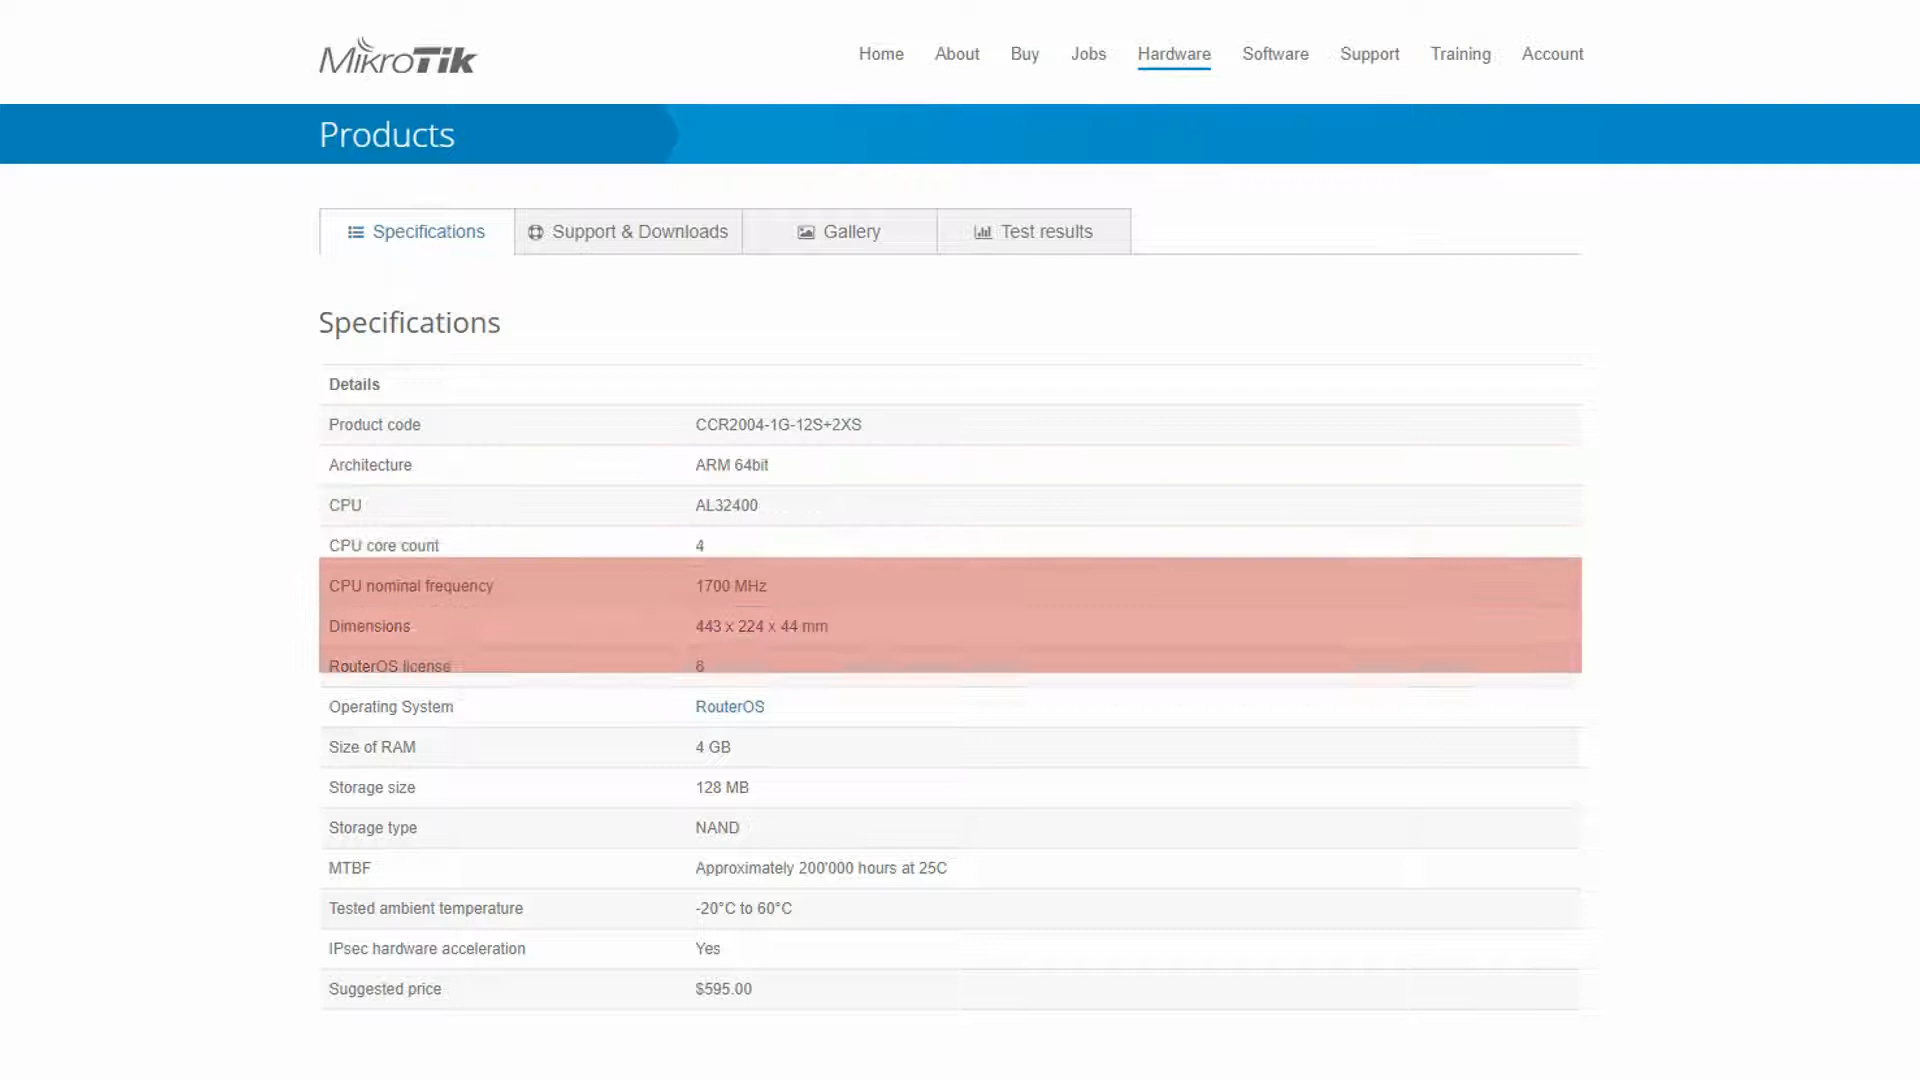 MikroTik
Home About Buy Jobs Hardware Software Support Training Account
Products
Specifications Support & Downloads Gallery Test results
Specifications
Details
Product code CCR2004-1G-12S+2XS
Architecture ARM 64bit
CPU AL32400
CPU core count 4
CPU nominal frequency 1700 MHz
Dimensions 443 x 224 x 44 mm
RouterOS license 6
Operating System RouterOS
Size of RAM 4 GB
Storage size 128 MB
Storage type NAND
MTBF Approximately 200'000 hours at 25C
Tested ambient temperature -20°C to 60°C
IPsec hardware acceleration Yes
Suggested price $595.00